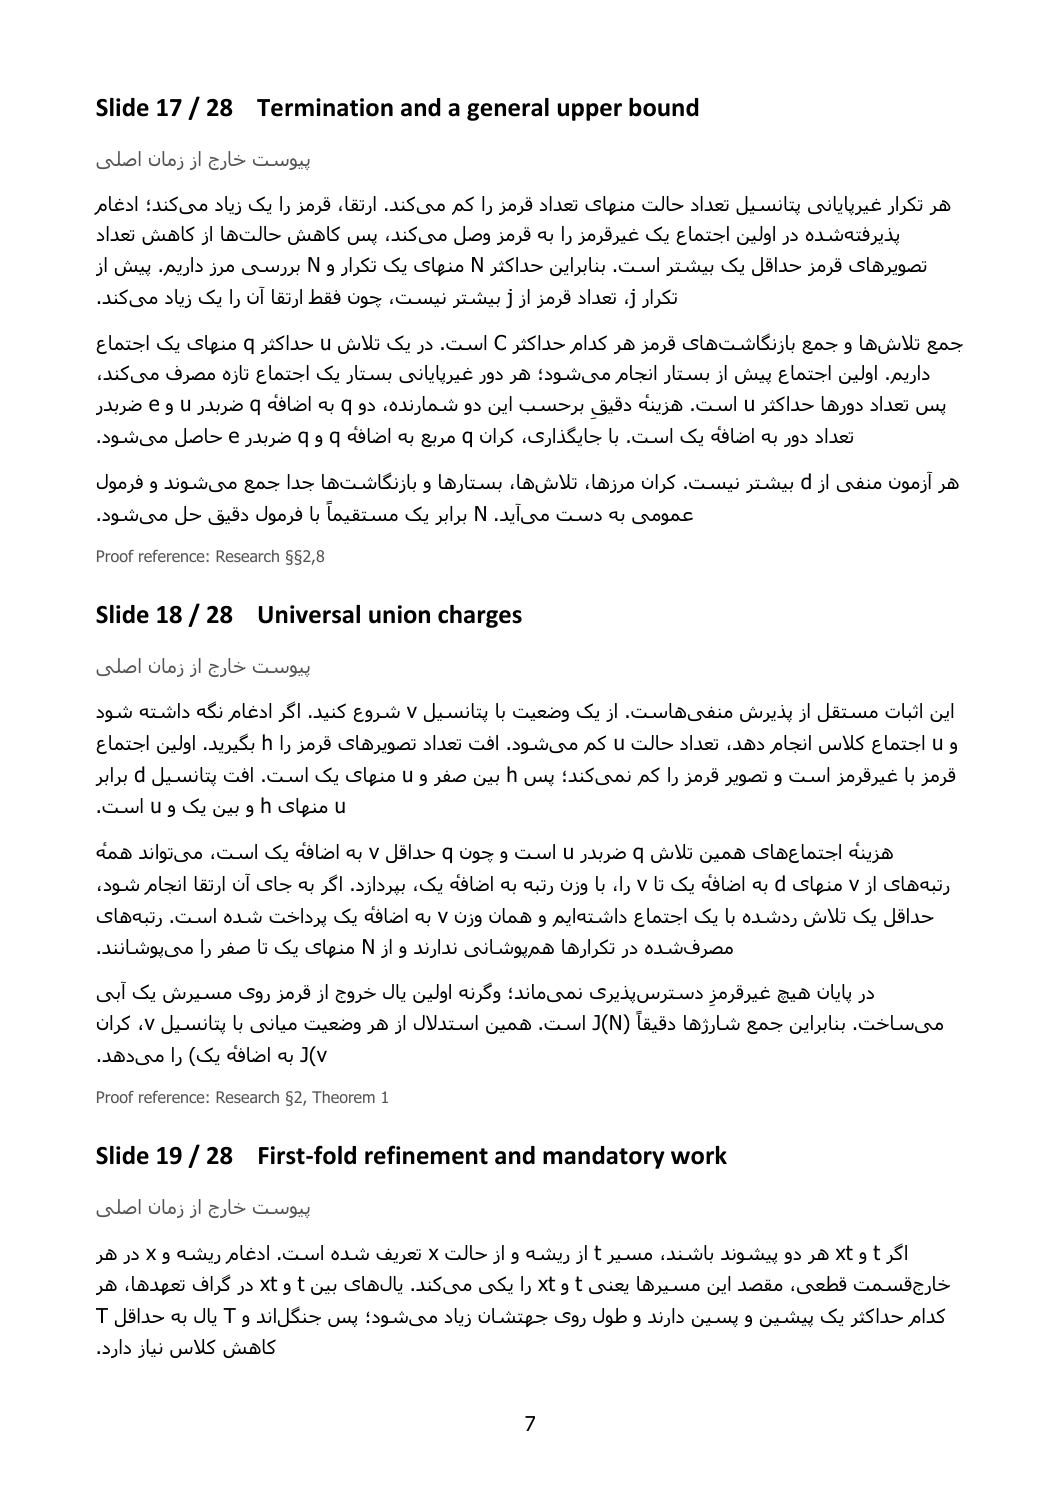 Slide 17 / 28 Termination and a general upper bound
پیوست خارج از زمان اصلی
هر تکرار غیرپایانی پتانسیل تعداد حالت منهای تعداد قرمز را کم می‌کند. ارتقا، قرمز را یک زیاد می‌کند؛ ادغام
پذیرفته‌شده در اولین اجتماع یک غیرقرمز را به قرمز وصل می‌کند، پس کاهش حالت‌ها از کاهش تعداد
تصویرهای قرمز حداقل یک بیشتر است. بنابراین حداکثر N منهای یک تکرار و N بررسی مرز داریم. پیش از
تکرار j، تعداد قرمز از j بیشتر نیست، چون فقط ارتقا آن را یک زیاد می‌کند.
جمع تلاش‌ها و جمع بازنگاشت‌های قرمز هر کدام حداکثر C است. در یک تلاش u حداکثر q منهای یک اجتماع
داریم. اولین اجتماع پیش از بستار انجام می‌شود؛ هر دور غیرپایانی بستار یک اجتماع تازه مصرف می‌کند،
پس تعداد دورها حداکثر u است. هزینهٔ دقیقِ برحسب این دو شمارنده، دو q به اضافهٔ q ضربدر u و e ضربدر
تعداد دور به اضافهٔ یک است. با جایگذاری، کران q مربع به اضافهٔ q و q ضربدر e حاصل می‌شود.
هر آزمون منفی از d بیشتر نیست. کران مرزها، تلاش‌ها، بستارها و بازنگاشت‌ها جدا جمع می‌شوند و فرمول
عمومی به دست می‌آید. N برابر یک مستقیماً با فرمول دقیق حل می‌شود.
Proof reference: Research §§2,8
Slide 18 / 28 Universal union charges
پیوست خارج از زمان اصلی
این اثبات مستقل از پذیرش منفی‌هاست. از یک وضعیت با پتانسیل v شروع کنید. اگر ادغام نگه داشته شود
و u اجتماع کلاس انجام دهد، تعداد حالت u کم می‌شود. افت تعداد تصویرهای قرمز را h بگیرید. اولین اجتماع
قرمز با غیرقرمز است و تصویر قرمز را کم نمی‌کند؛ پس h بین صفر و u منهای یک است. افت پتانسیل d برابر
u منهای h و بین یک و u است.
هزینهٔ اجتماع‌های همین تلاش q ضربدر u است و چون q حداقل v به اضافهٔ یک است، می‌تواند همهٔ
رتبه‌های از v منهای d به اضافهٔ یک تا v را، با وزن رتبه به اضافهٔ یک، بپردازد. اگر به جای آن ارتقا انجام شود،
حداقل یک تلاش ردشده با یک اجتماع داشته‌ایم و همان وزن v به اضافهٔ یک پرداخت شده است. رتبه‌های
مصرف‌شده در تکرارها هم‌پوشانی ندارند و از N منهای یک تا صفر را می‌پوشانند.
در پایان هیچ غیرقرمزِ دسترس‌پذیری نمی‌ماند؛ وگرنه اولین یال خروج از قرمز روی مسیرش یک آبی
می‌ساخت. بنابراین جمع شارژها دقیقاً J(N) است. همین استدلال از هر وضعیت میانی با پتانسیل v، کران
J(v به اضافهٔ یک) را می‌دهد.
Proof reference: Research §2, Theorem 1
Slide 19 / 28 First-fold refinement and mandatory work
پیوست خارج از زمان اصلی
اگر t و xt هر دو پیشوند باشند، مسیر t از ریشه و از حالت x تعریف شده است. ادغام ریشه و x در هر
خارج‌قسمت قطعی، مقصد این مسیرها یعنی t و xt را یکی می‌کند. یال‌های بین t و xt در گراف تعهدها، هر
کدام حداکثر یک پیشین و پسین دارند و طول روی جهتشان زیاد می‌شود؛ پس جنگل‌اند و T یال به حداقل T
کاهش کلاس نیاز دارد.
7